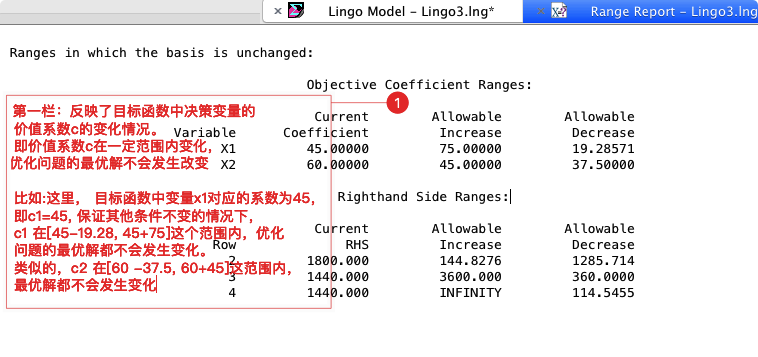 Lingo Model – Lingo3.lng*
Range Report – Lingo3.lng
Ranges in which the basis is unchanged:
Objective Coefficient Ranges:
1
第一栏：反映了目标函数中决策变量的
价值系数c的变化情况。
即价值系数c在一定范围内变化，
优化问题的最优解不会发生改变
Current Allowable Allowable
Variable Coefficient Increase Decrease
X1 45.00000 75.00000 19.28571
X2 60.00000 45.00000 37.50000
比如:这里， 目标函数中变量x1对应的系数为45，
即c1=45, 保证其他条件不变的情况下，
c1 在[45-19.28, 45+75]这个范围内，优化
问题的最优解都不会发生变化。
类似的，c2 在[60 -37.5, 60+45]这范围内，
最优解都不会发生变化
Righthand Side Ranges:
Current Allowable Allowable
Row RHS Increase Decrease
2 1800.000 144.8276 1285.714
3 1440.000 3600.000 360.0000
4 1440.000 INFINITY 114.5455